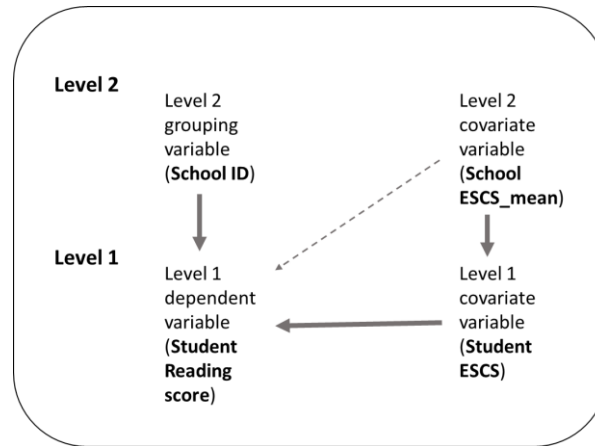 Level 2
Level 2
grouping
variable
(School ID)
Level 2
covariate
variable
(School
ESCS_mean)
Level 1
Level 1
dependent
variable
(Student
Reading
score)
Level 1
covariate
variable
(Student
ESCS)